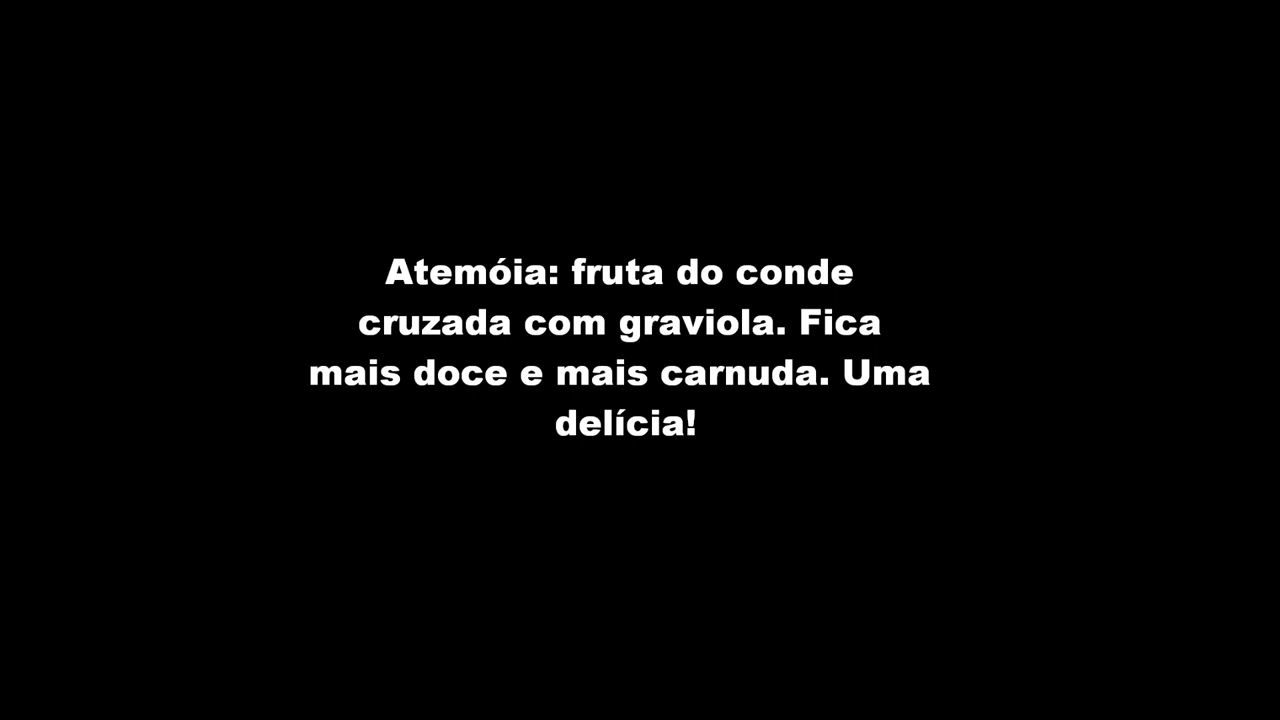 Atemóia: fruta do conde
cruzada com graviola. Fica
mais doce e mais carnuda. Uma
delícia!